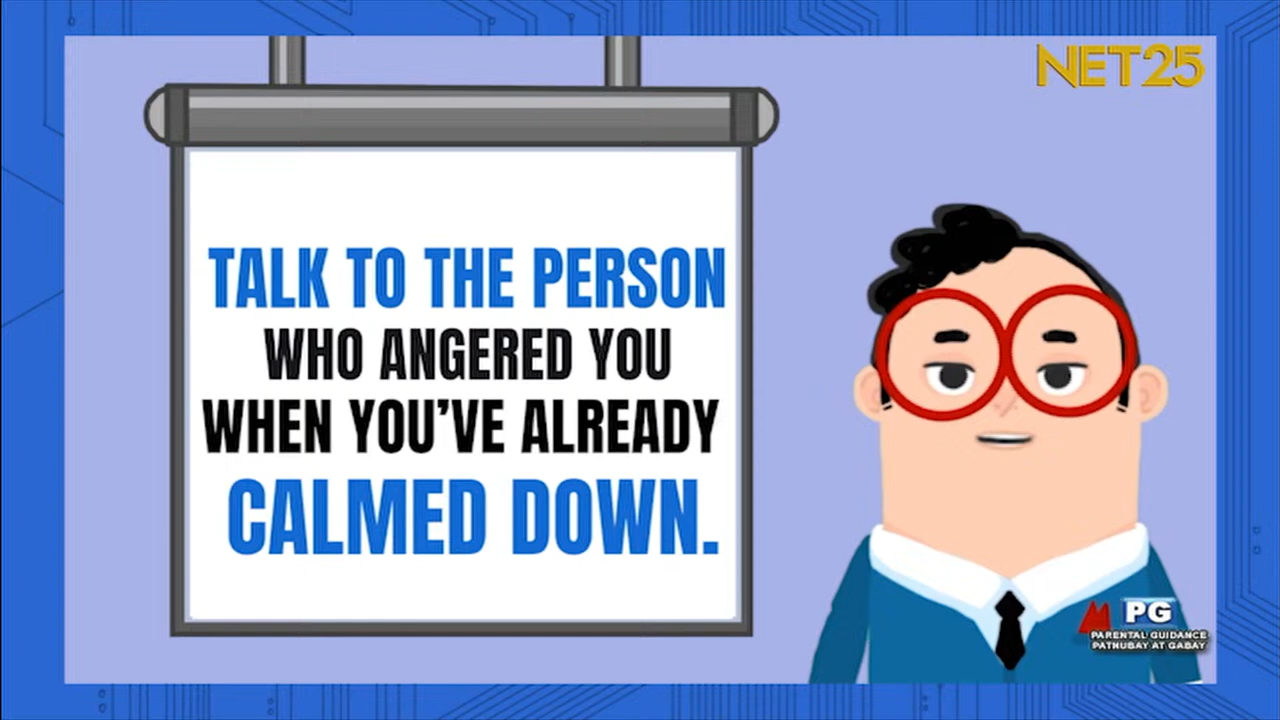 NET25
TALK TO THE PERSON
WHO ANGERED YOU
WHEN YOU'VE ALREADY
CALMED DOWN.
PG
PARENTAL GUIDANCE
PATNUBAY AT GABAY